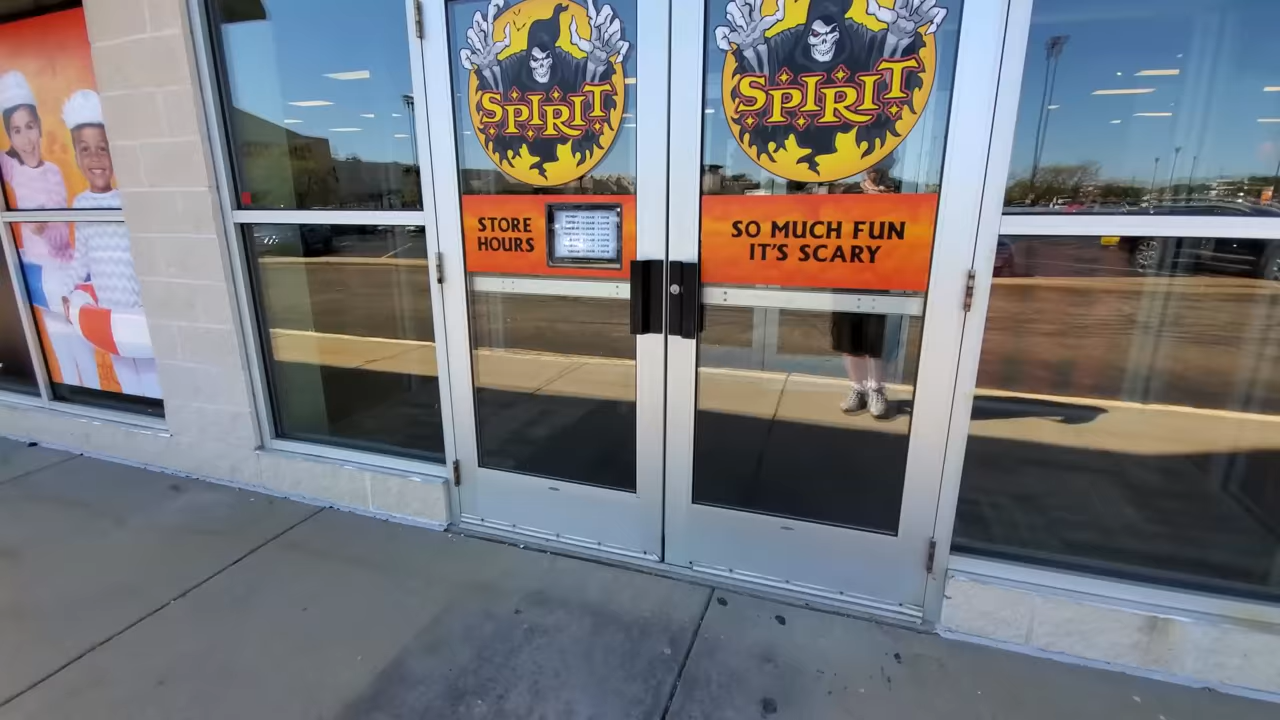 SPIRIT
SPIRIT
STORE
HOURS
SO MUCH FUN
IT'S SCARY